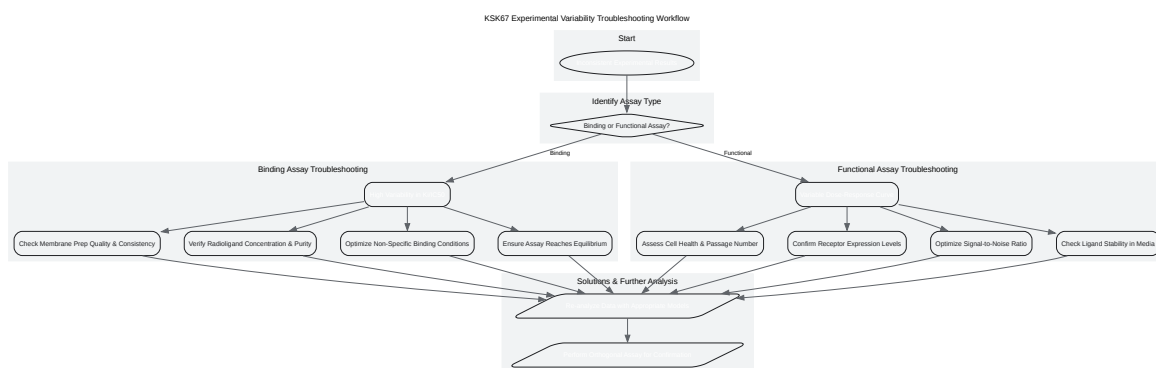 KSK67 Experimental Variability Troubleshooting Workflow
Start
Identify Assay Type
Binding or Functional Assay?
Binding
Functional
Binding Assay Troubleshooting
Functional Assay Troubleshooting
Check Membrane Prep Quality & Consistency
Verify Radioligand Concentration & Purity
Optimize Non-Specific Binding Conditions
Ensure Assay Reaches Equilibrium
Assess Cell Health & Passage Number
Confirm Receptor Expression Levels
Optimize Signal-to-Noise Ratio
Check Ligand Stability in Media
Solutions & Further Analysis